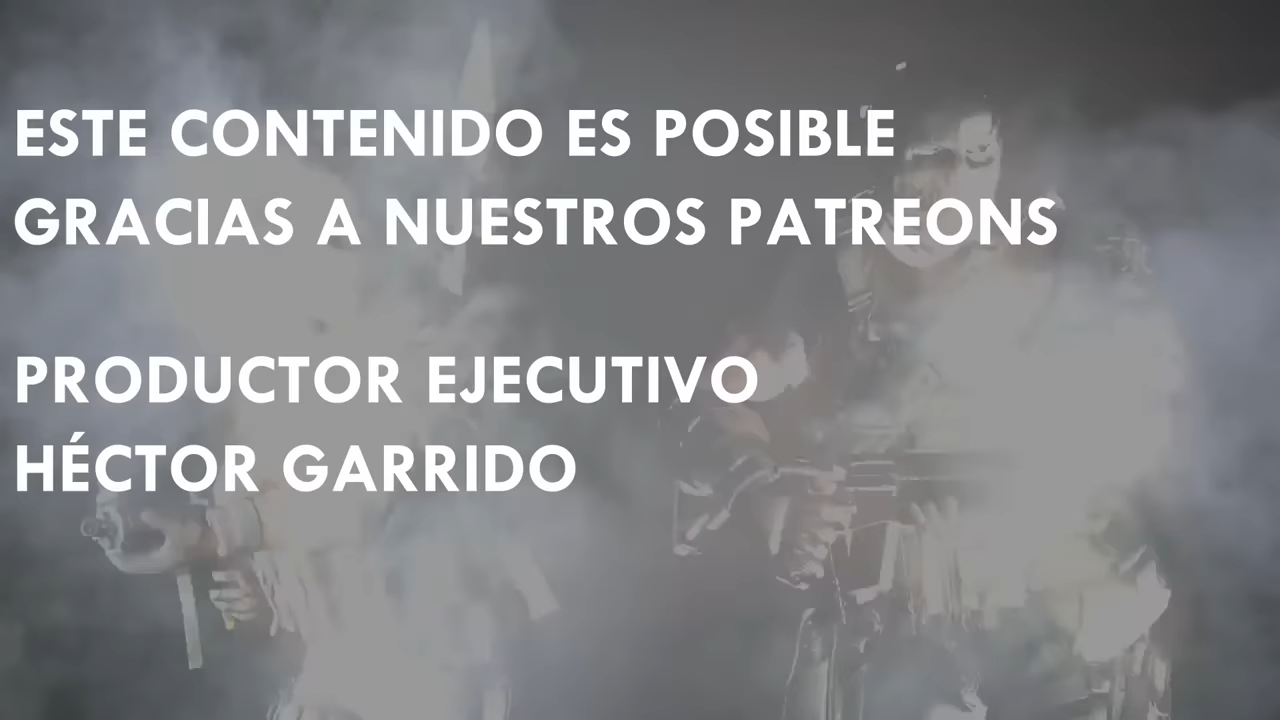 ESTE CONTENIDO ES POSIBLE
GRACIAS A NUESTROS PATREONS
PRODUCTOR EJECUTIVO
HÉCTOR GARRIDO